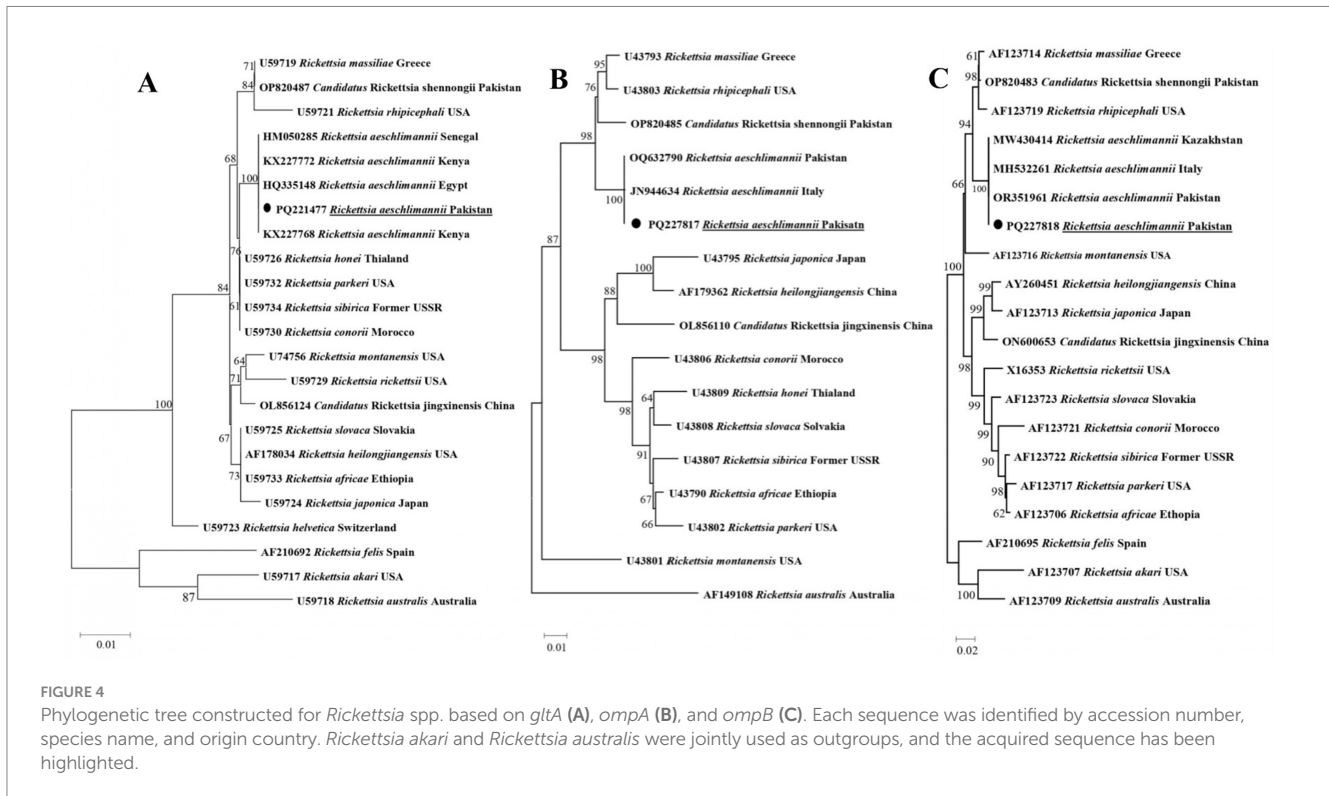 A
71
U59719 Rickettsia massiliae Greece
84
OP820487 Candidatus Rickettsia shennongii Pakistan
U59721 Rickettsia rhipicephali USA
68
HM050285 Rickettsia aeschlimannii Senegal
KX227772 Rickettsia aeschlimannii Kenya
100
HQ335148 Rickettsia aeschlimannii Egypt
PQ221477 Rickettsia aeschlimannii Pakistan
KX227768 Rickettsia aeschlimannii Kenya
76
U59726 Rickettsia honei Thialand
84
U59732 Rickettsia parkeri USA
61
U59734 Rickettsia sibirica Former USSR
U59730 Rickettsia conorii Morocco
64
U74756 Rickettsia montanensis USA
71
U59729 Rickettsia rickettsii USA
100
OL856124 Candidatus Rickettsia jingxinensis China
67
U59725 Rickettsia slovaca Slovakia
AF178034 Rickettsia heilongjiangensis USA
73
U59733 Rickettsia africae Ethiopia
U59724 Rickettsia japonica Japan
U59723 Rickettsia helvetica Switzerland
AF210692 Rickettsia felis Spain
U59717 Rickettsia akari USA
87
U59718 Rickettsia australis Australia
0.01
B
95
U43793 Rickettsia massiliae Greece
76
U43803 Rickettsia rhipicephali USA
98
OP820485 Candidatus Rickettsia shennongii Pakistan
OQ632790 Rickettsia aeschlimannii Pakistan
100
JN944634 Rickettsia aeschlimannii Italy
PQ227817 Rickettsia aeschlimannii Pakisatn
87
100
U43795 Rickettsia japonica Japan
88
AF179362 Rickettsia heilongjiangensis China
OL856110 Candidatus Rickettsia jingxinensis China
98
U43806 Rickettsia conorii Morocco
64
U43809 Rickettsia honei Thialand
98
U43808 Rickettsia slovaca Solvakia
91
U43807 Rickettsia sibirica Former USSR
67
U43790 Rickettsia africae Ethiopia
66
U43802 Rickettsia parkeri USA
U43801 Rickettsia montanensis USA
AF149108 Rickettsia australis Australia
0.01
C
61
AF123714 Rickettsia massiliae Greece
98
OP820483 Candidatus Rickettsia shennongii Pakistan
AF123719 Rickettsia rhipicephali USA
94
MW430414 Rickettsia aeschlimannii Kazakhstan
MH532261 Rickettsia aeschlimannii Italy
66
100
OR351961 Rickettsia aeschlimannii Pakistan
PQ227818 Rickettsia aeschlimannii Pakistan
AF123716 Rickettsia montanensis USA
100
99
AY260451 Rickettsia heilongjiangensis China
99
AF123713 Rickettsia japonica Japan
ON600653 Candidatus Rickettsia jingxinensis China
98
X16353 Rickettsia rickettsii USA
99
AF123723 Rickettsia slovaca Slovakia
99
AF123721 Rickettsia conorii Morocco
90
AF123722 Rickettsia sibirica Former USSR
98
AF123717 Rickettsia parkeri USA
62
AF123706 Rickettsia africae Ethopia
AF210695 Rickettsia felis Spain
AF123707 Rickettsia akari USA
100
AF123709 Rickettsia australis Australia
0.02
FIGURE 4
Phylogenetic tree constructed for Rickettsia spp. based on gltA (A), ompA (B), and ompB (C). Each sequence was identified by accession number,
species name, and origin country. Rickettsia akari and Rickettsia australis were jointly used as outgroups, and the acquired sequence has been
highlighted.